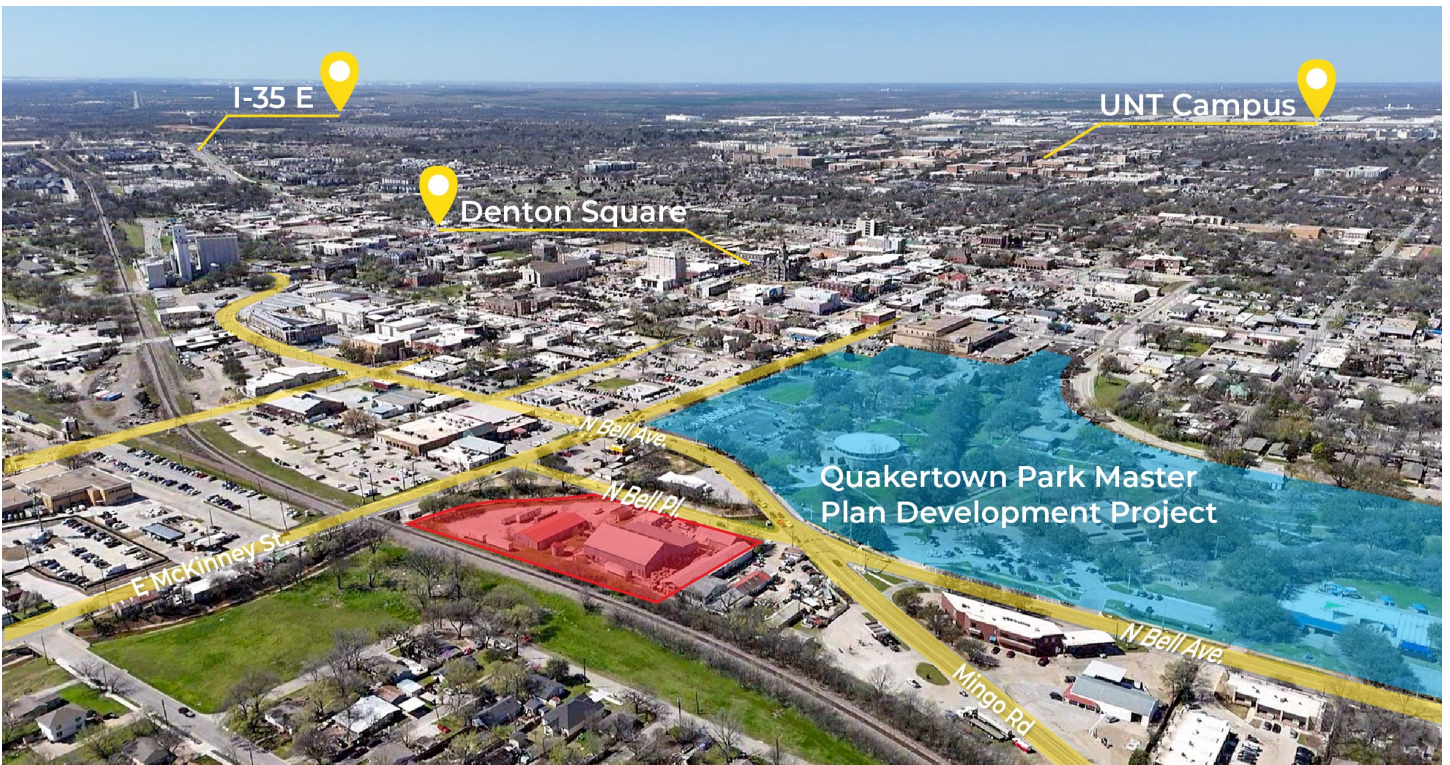 I-35 E
UNT Campus
Denton Square
N Bell Ave.
Quakertown Park Master
Plan Development Project
N Bell Pl.
E McKinney St.
N Bell Ave.
Mingo Rd